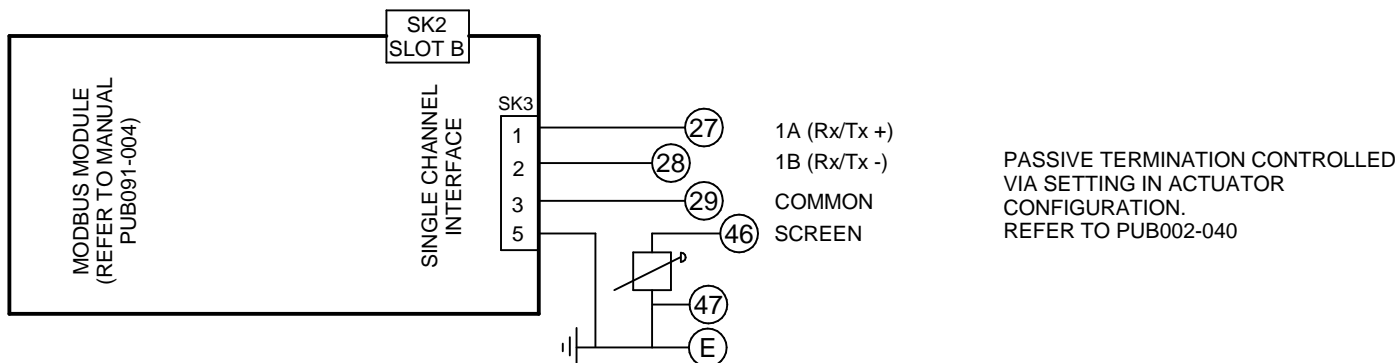 SK2
SLOT B
MODBUS MODULE
(REFER TO MANUAL
PUB091-004)
SINGLE CHANNEL
INTERFACE
SK3
1
2
3
5
27
1A (Rx/Tx +)
28
1B (Rx/Tx -)
29
COMMON
46
SCREEN
47
E
PASSIVE TERMINATION CONTROLLED
VIA SETTING IN ACTUATOR
CONFIGURATION.
REFER TO PUB002-040